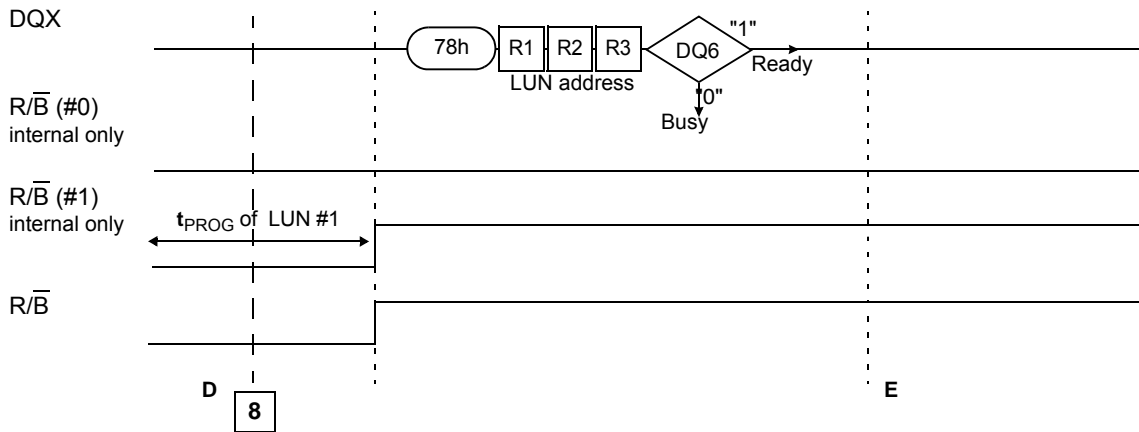 DQX
78h
R1
R2
R3
DQ6
"1"
Ready
LUN address
"0"
Busy
R/B̅ (#0)
internal only
R/B̅ (#1)
internal only
tPROG of LUN #1
R/B̅
D
8
E